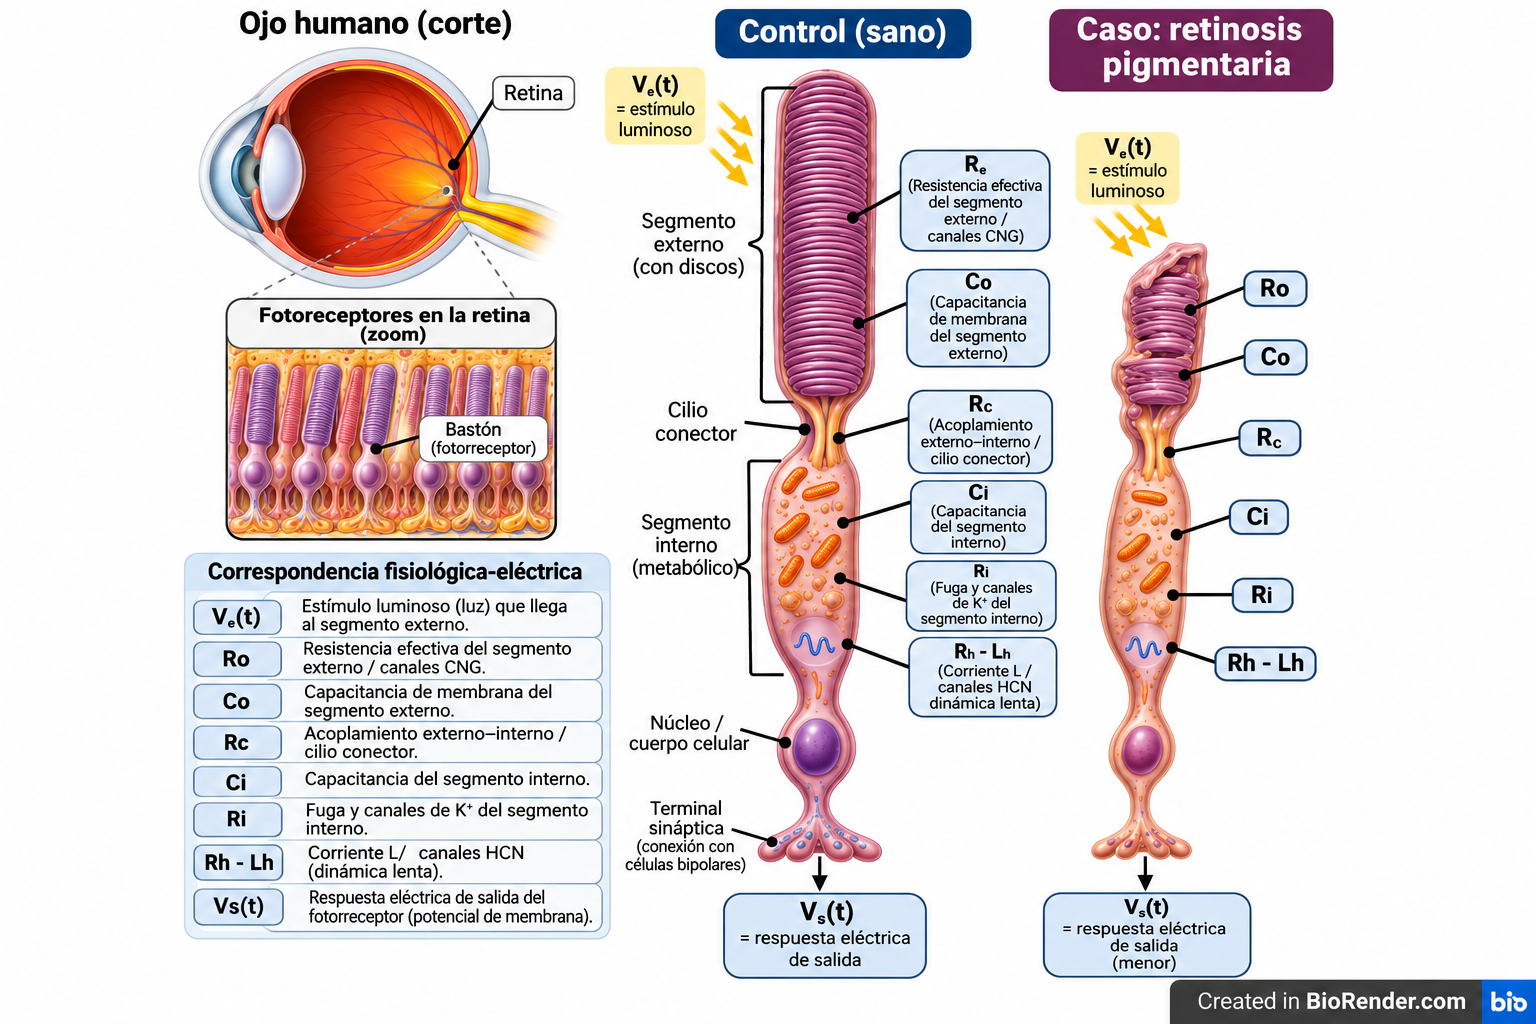 Ojo humano (corte)
Retina
Fotoreceptores en la retina
(zoom)
Bastón
(fotorreceptor)
Correspondencia fisiológica-eléctrica
Vₑ(t)
Estímulo luminoso (luz) que llega
al segmento externo.
Ro
Resistencia efectiva del segmento
externo / canales CNG.
Co
Capacitancia de membrana del
segmento externo.
Rc
Acoplamiento externo–interno /
cilio conector.
Ci
Capacitancia del segmento interno.
Ri
Fuga y canales de K⁺ del segmento
interno.
Rh - Lh
Corriente L/ canales HCN
(dinámica lenta).
Vs(t)
Respuesta eléctrica de salida del
fotorreceptor (potencial de membrana).
Control (sano)
Vₑ(t)
= estímulo
luminoso
Segmento
externo
(con discos)
Cilio
conector
Segmento
interno
(metabólico)
Núcleo /
cuerpo celular
Terminal
sináptica
(conexión con
células bipolares)
Rₑ
(Resistencia efectiva
del segmento
externo /
canales CNG)
Co
(Capacitancia
de membrana
del segmento
externo)
R꜀
(Acoplamiento
externo–interno /
cilio conector)
Ci
(Capacitancia
del segmento
interno)
Ri
(Fuga y canales
de K⁺ del
segmento interno)
Rₕ - Lₕ
(Corriente L /
canales HCN
dinámica lenta)
Vₛ(t)
= respuesta eléctrica
de salida
Caso: retinosis
pigmentaria
Vₑ(t)
= estímulo
luminoso
Ro
Co
R꜀
Ci
Ri
Rh - Lh
Vₛ(t)
= respuesta eléctrica
de salida
(menor)
Created in BioRender.com
bio